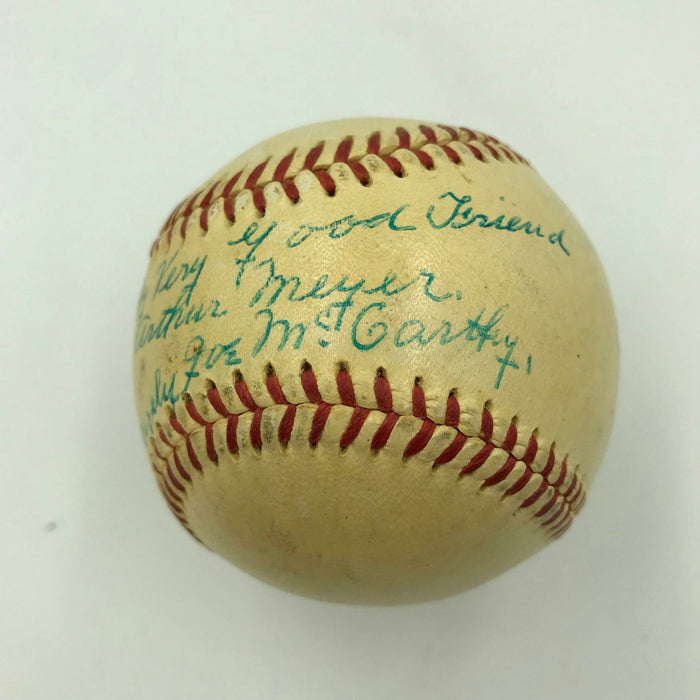 Very Good Friend
Arthur Meyer.
Joe McCarthy,